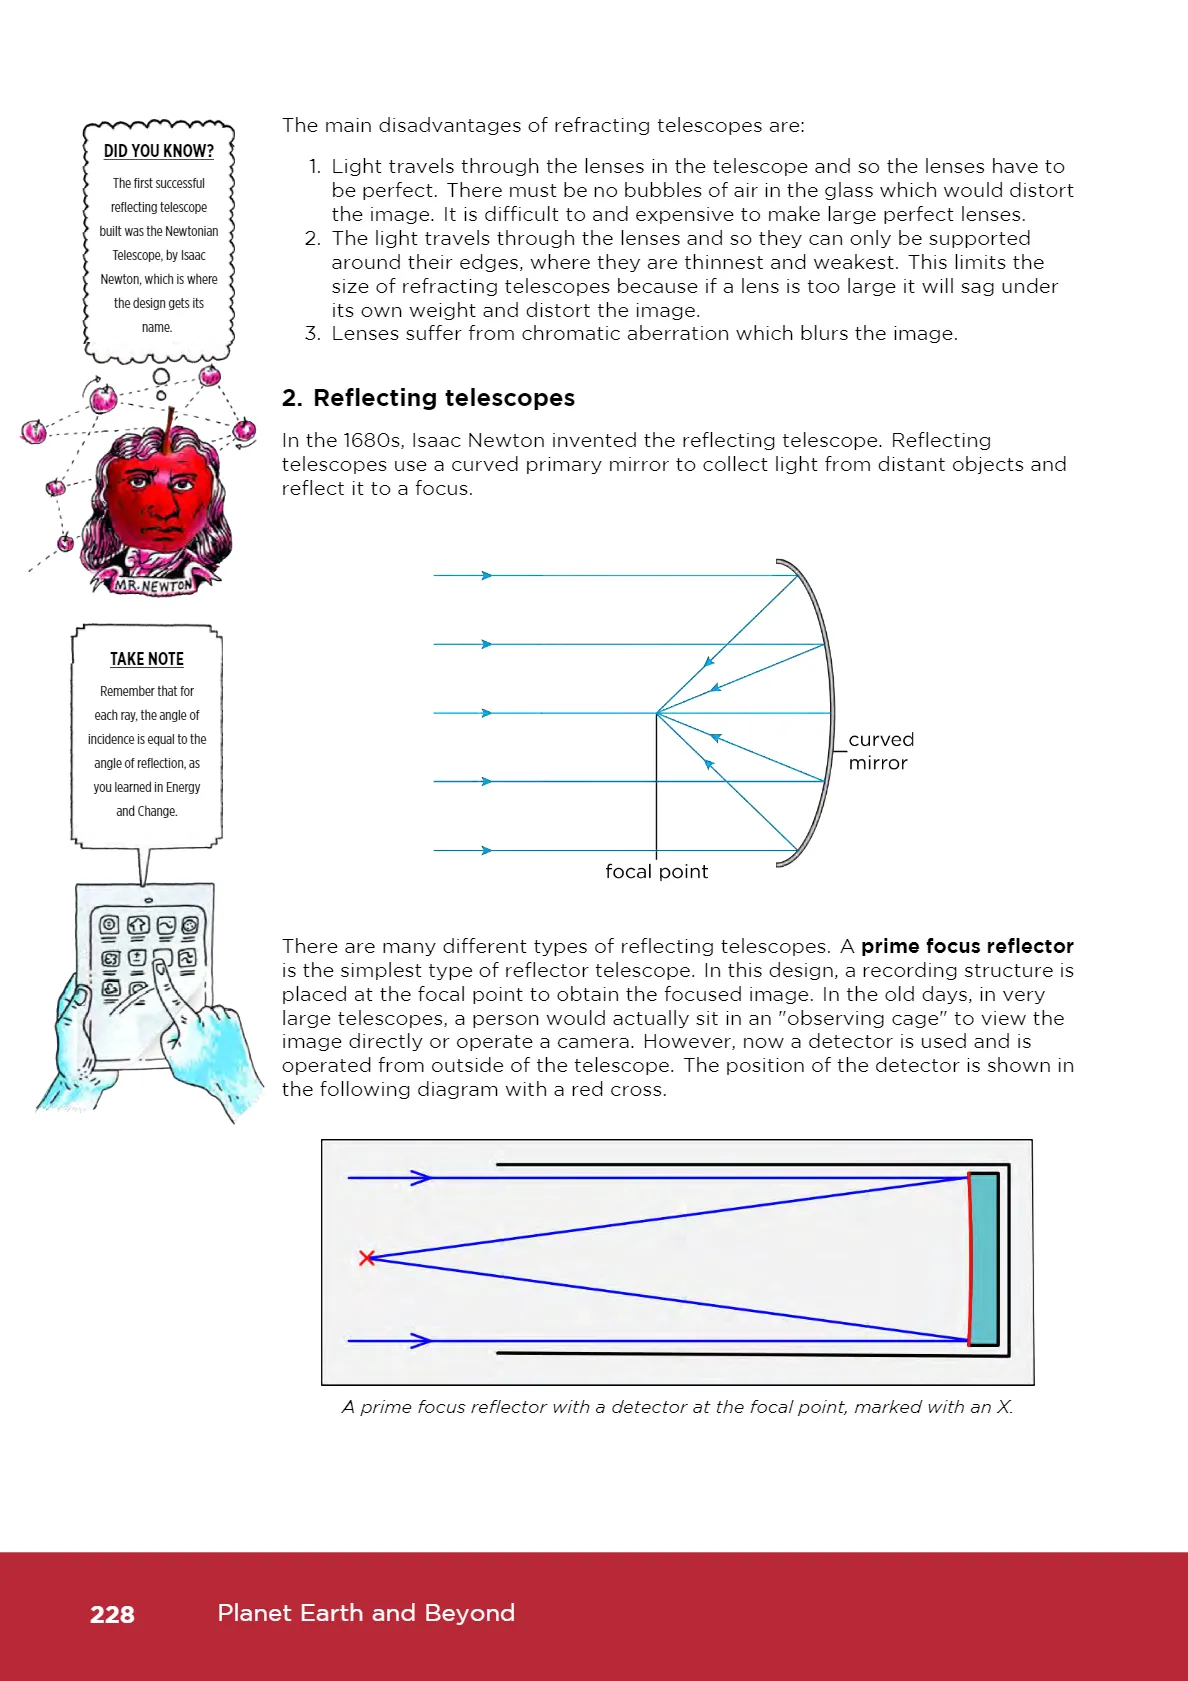 The main disadvantages of refracting telescopes are:
1. Light travels through the lenses in the telescope and so the lenses have to
be perfect. There must be no bubbles of air in the glass which would distort
the image. It is difficult to and expensive to make large perfect lenses.
2. The light travels through the lenses and so they can only be supported
around their edges, where they are thinnest and weakest. This limits the
size of refracting telescopes because if a lens is too large it will sag under
its own weight and distort the image.
3. Lenses suffer from chromatic aberration which blurs the image.
DID YOU KNOW?
The first successful
reflecting telescope
built was the Newtonian
Telescope, by Isaac
Newton, which is where
the design gets its
name.
MR. NEWTON
2. Reflecting telescopes
In the 1680s, Isaac Newton invented the reflecting telescope. Reflecting
telescopes use a curved primary mirror to collect light from distant objects and
reflect it to a focus.
TAKE NOTE
Remember that for
each ray, the angle of
incidence is equal to the
angle of reflection, as
you learned in Energy
and Change.
curved
mirror
focal point
There are many different types of reflecting telescopes. A prime focus reflector
is the simplest type of reflector telescope. In this design, a recording structure is
placed at the focal point to obtain the focused image. In the old days, in very
large telescopes, a person would actually sit in an "observing cage" to view the
image directly or operate a camera. However, now a detector is used and is
operated from outside of the telescope. The position of the detector is shown in
the following diagram with a red cross.
A prime focus reflector with a detector at the focal point, marked with an X.
228 Planet Earth and Beyond